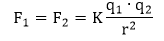 F₁ = F₂ = K q₁ · q₂ / r²